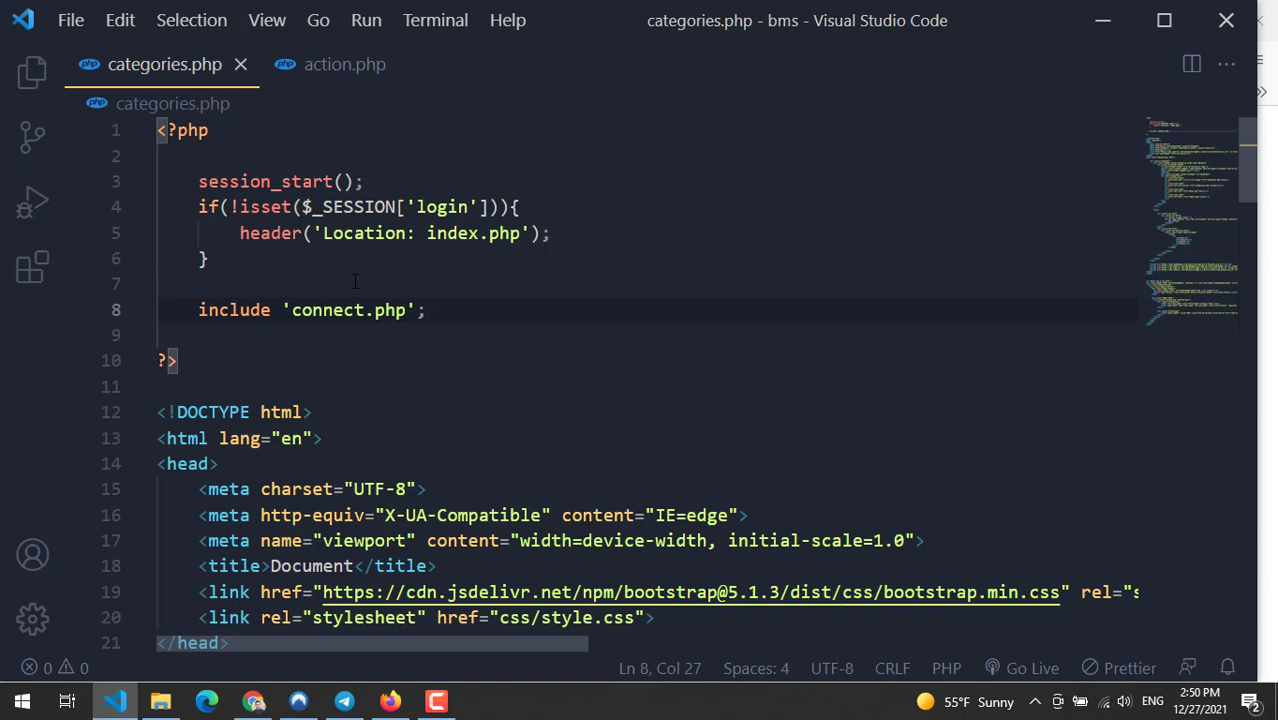 File Edit Selection View Go Run Terminal Help categories.php - bms - Visual Studio Code
categories.php action.php
categories.php
1 <?php
2
3 session_start();
4 if(!isset($_SESSION['login'])){
5 header('Location: index.php');
6 }
7
8 include 'connect.php';
9
10 ?>
11
12 <!DOCTYPE html>
13 <html lang="en">
14 <head>
15 <meta charset="UTF-8">
16 <meta http-equiv="X-UA-Compatible" content="IE=edge">
17 <meta name="viewport" content="width=device-width, initial-scale=1.0">
18 <title>Document</title>
19 <link href="https://cdn.jsdelivr.net/npm/bootstrap@5.1.3/dist/css/bootstrap.min.css" rel="s
20 <link rel="stylesheet" href="css/style.css">
21 </head>
0 0 Ln 8, Col 27 Spaces: 4 UTF-8 CRLF PHP Go Live Prettier
55°F Sunny ENG 2:50 PM
12/27/2021 2